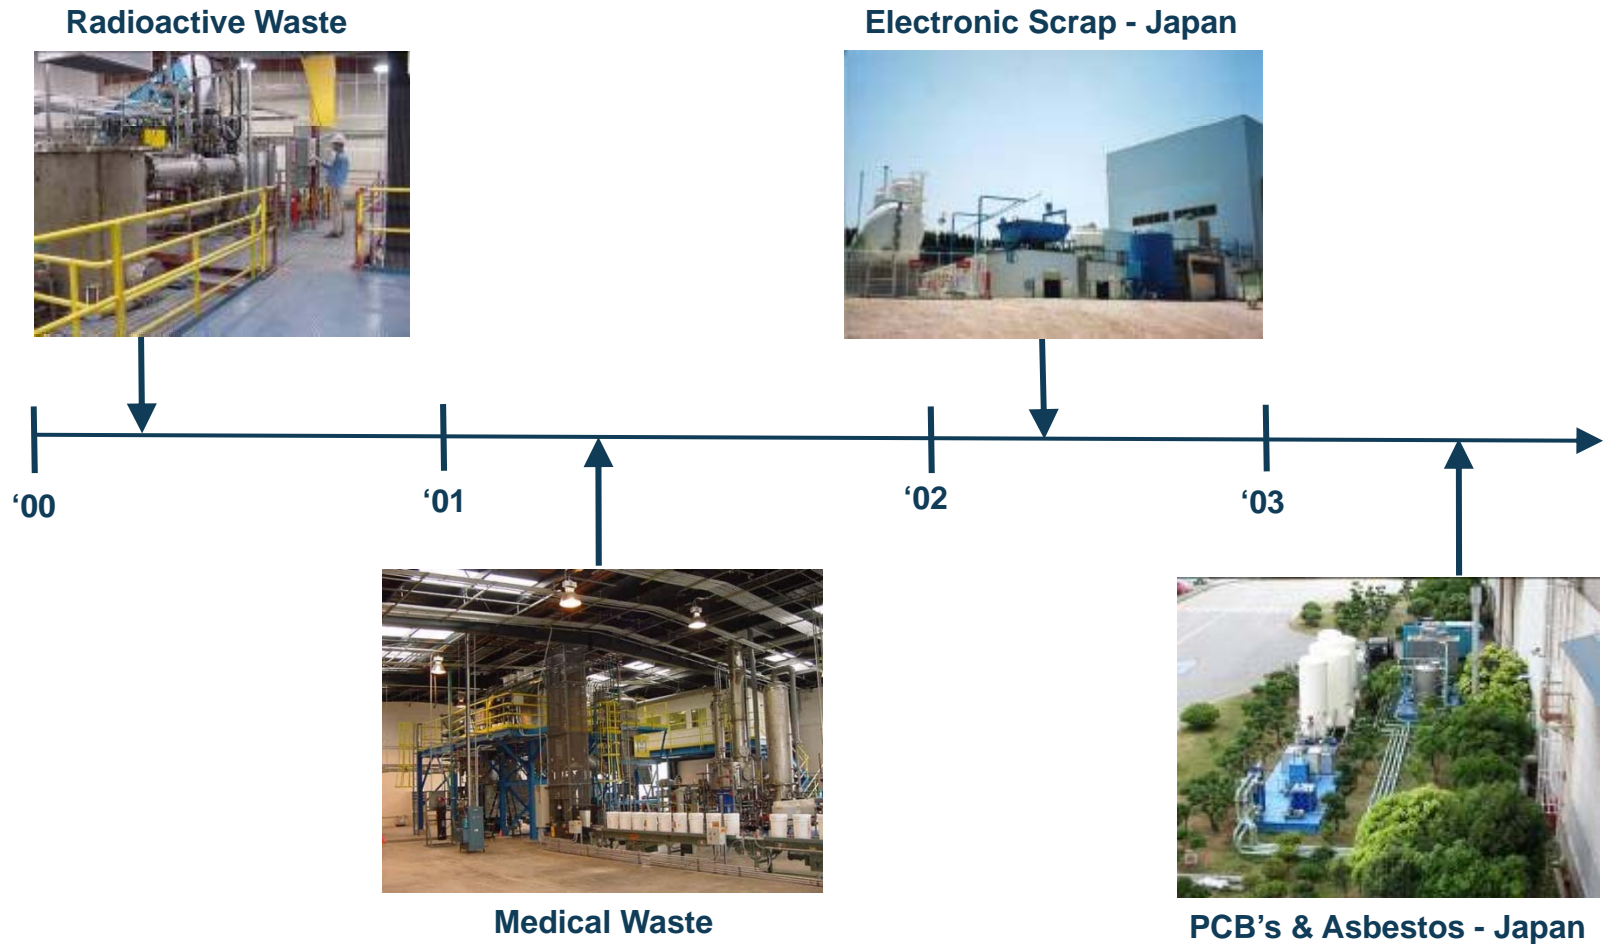 Radioactive Waste
Electronic Scrap - Japan
‘00
‘01
‘02
‘03
Medical Waste
PCB's & Asbestos - Japan